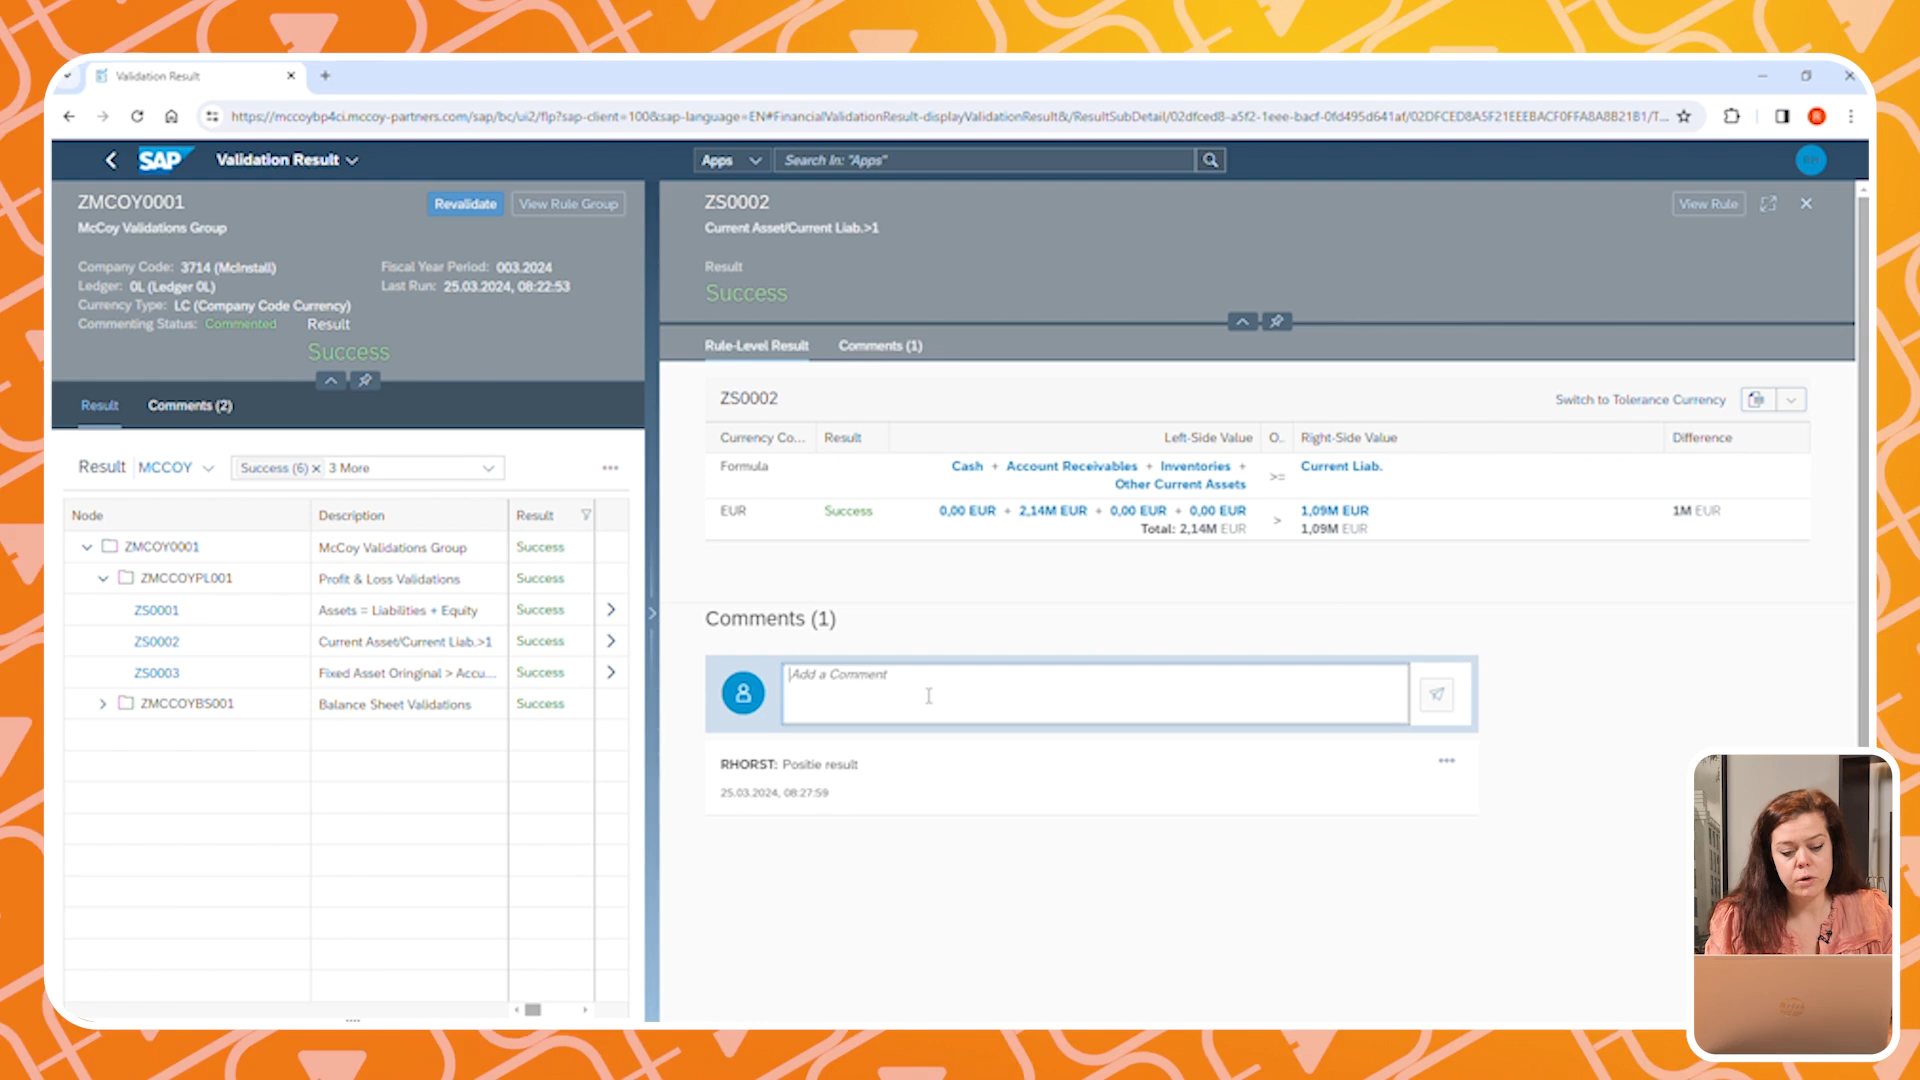 Validation Result
https://mccoybp4ci.mccoy-partners.com/sap/bc/ui2/flp?sap-client=100&sap-language=EN#FinancialValidationResult-displayValidationResult&/ResultSubDetail/02dfced8-a5f2-1eee-bacf-0fd495d641af/02DFCED8A5F21EEEBACF0FFA8A8B21B1/T...
SAP Validation Result Apps Search In: "Apps"
ZMCOY0001 Revalidate View Rule Group
McCoy Validations Group
Company Code: 3714 (McInstall) Fiscal Year Period: 003.2024
Ledger: 0L (Ledger 0L) Last Run: 25.03.2024, 08:22:53
Currency Type: LC (Company Code Currency)
Commenting Status: Commented Result
Success
Result Comments (2)
Result MCCOY Success (6) × 3 More
Node Description Result
ZMCOY0001 McCoy Validations Group Success
ZMCCOYPL001 Profit & Loss Validations Success
ZS0001 Assets = Liabilities + Equity Success
ZS0002 Current Asset/Current Liab.>1 Success
ZS0003 Fixed Asset Oringinal > Accu... Success
ZMCCOYBS001 Balance Sheet Validations Success
ZS0002 View Rule
Current Asset/Current Liab.>1
Result
Success
Rule-Level Result Comments (1)
ZS0002 Switch to Tolerance Currency
Currency Co... Result Left-Side Value O.. Right-Side Value Difference
Formula Cash + Account Receivables + Inventories + >= Current Liab.
Other Current Assets
EUR Success 0,00 EUR + 2,14M EUR + 0,00 EUR + 0,00 EUR > 1,09M EUR 1M EUR
Total: 2,14M EUR 1,09M EUR
Comments (1)
Add a Comment
RHORST: Positie result
25.03.2024, 08:27:59